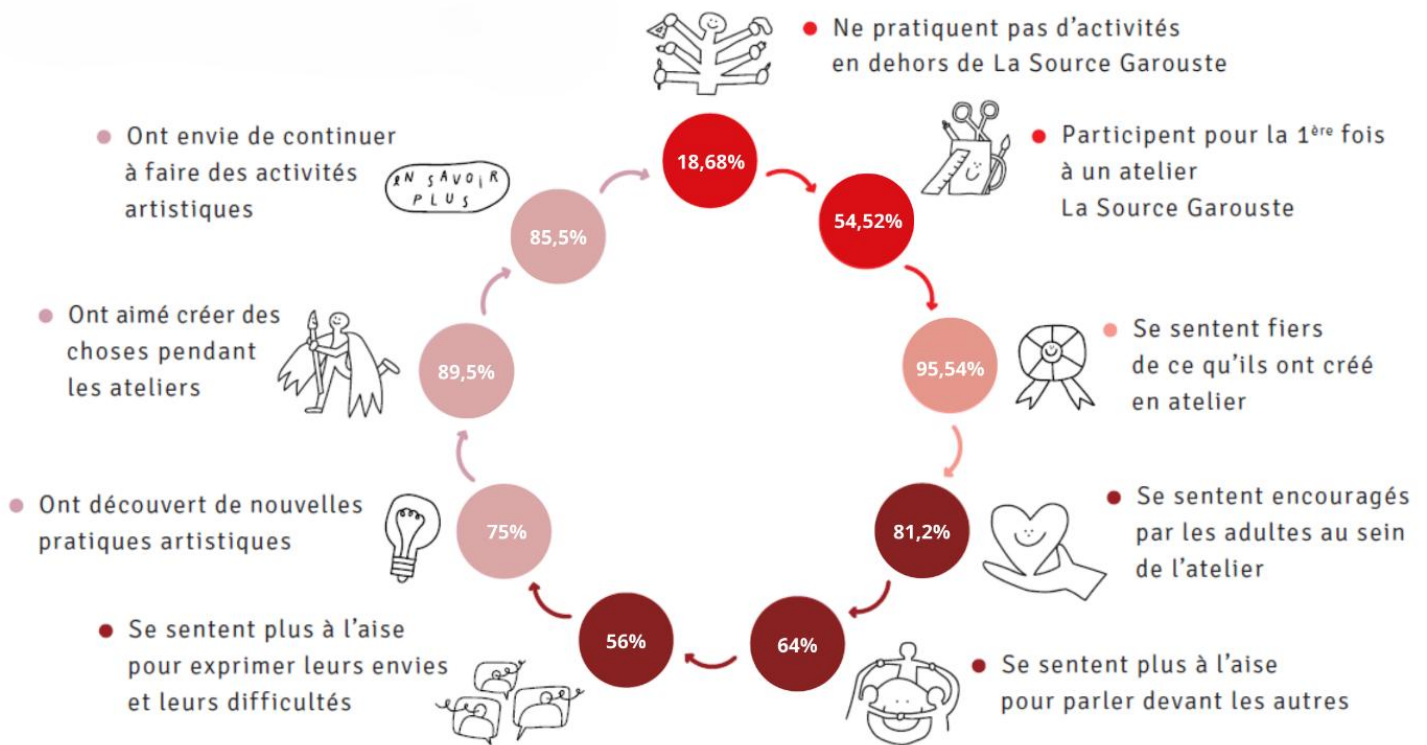 Ne pratiquent pas d'activités
en dehors de La Source Garouste
18,68%
Participent pour la 1ère fois
à un atelier
La Source Garouste
54,52%
Se sentent fiers
de ce qu'ils ont créé
en atelier
95,54%
Se sentent encouragés
par les adultes au sein
de l'atelier
81,2%
Se sentent plus à l'aise
pour parler devant les autres
64%
Se sentent plus à l'aise
pour exprimer leurs envies
et leurs difficultés
56%
Ont découvert de nouvelles
pratiques artistiques
75%
Ont aimé créer des
choses pendant
les ateliers
89,5%
Ont envie de continuer
à faire des activités
artistiques
EN SAVOIR
PLUS
85,5%